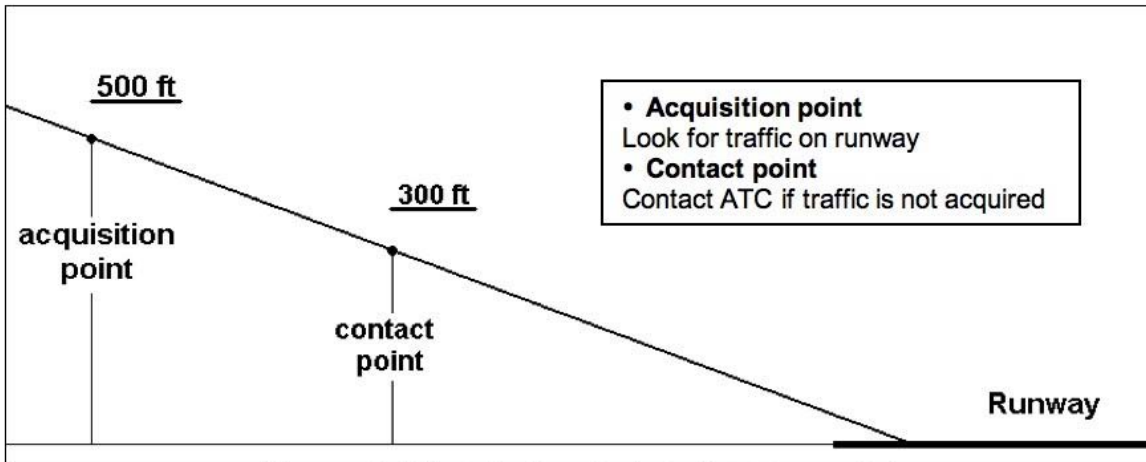 500 ft
• Acquisition point
Look for traffic on runway
• Contact point
Contact ATC if traffic is not acquired
300 ft
acquisition
point
contact
point
Runway